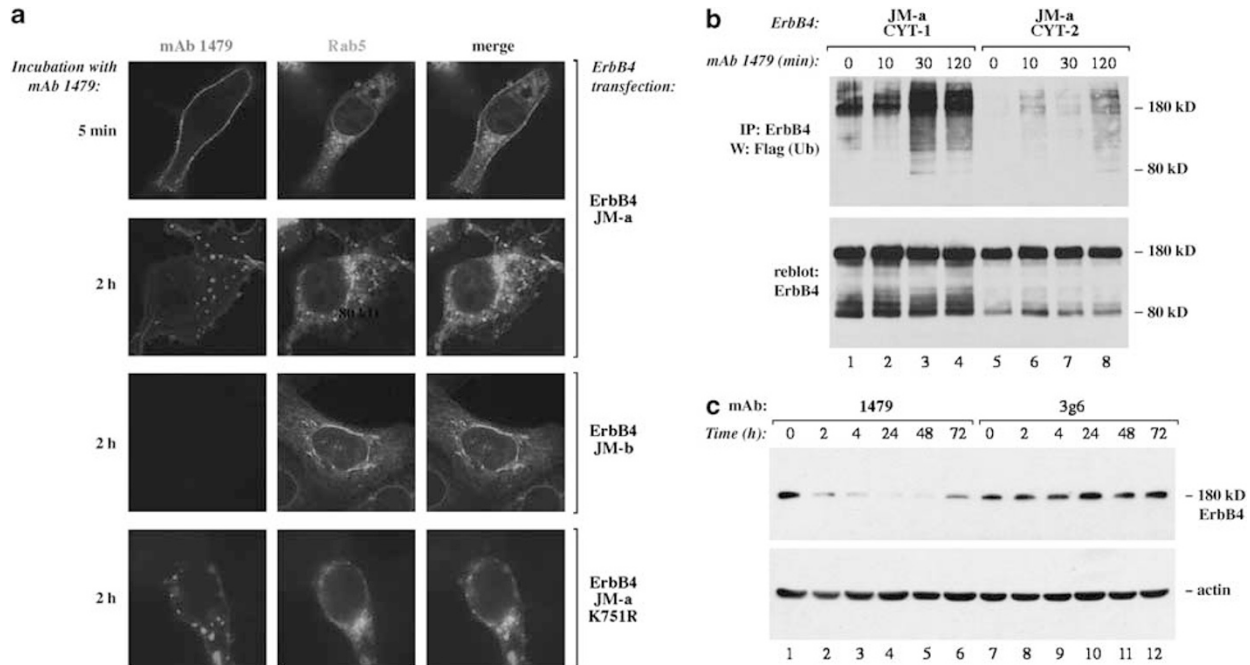 a
mAb 1479 Rab5 merge
Incubation with
mAb 1479:
ErbB4
transfection:
5 min
ErbB4
JM-a
2 h
80 kD
2 h
ErbB4
JM-b
2 h
ErbB4
JM-a
K751R
b
ErbB4: JM-a CYT-1 JM-a CYT-2
mAb 1479 (min): 0 10 30 120 0 10 30 120
IP: ErbB4
W: Flag (Ub)
– 180 kD
– 80 kD
reblot:
ErbB4
– 180 kD
– 80 kD
1 2 3 4 5 6 7 8
c
mAb: 1479 3g6
Time (h): 0 2 4 24 48 72 0 2 4 24 48 72
– 180 kD
ErbB4
– actin
1 2 3 4 5 6 7 8 9 10 11 12